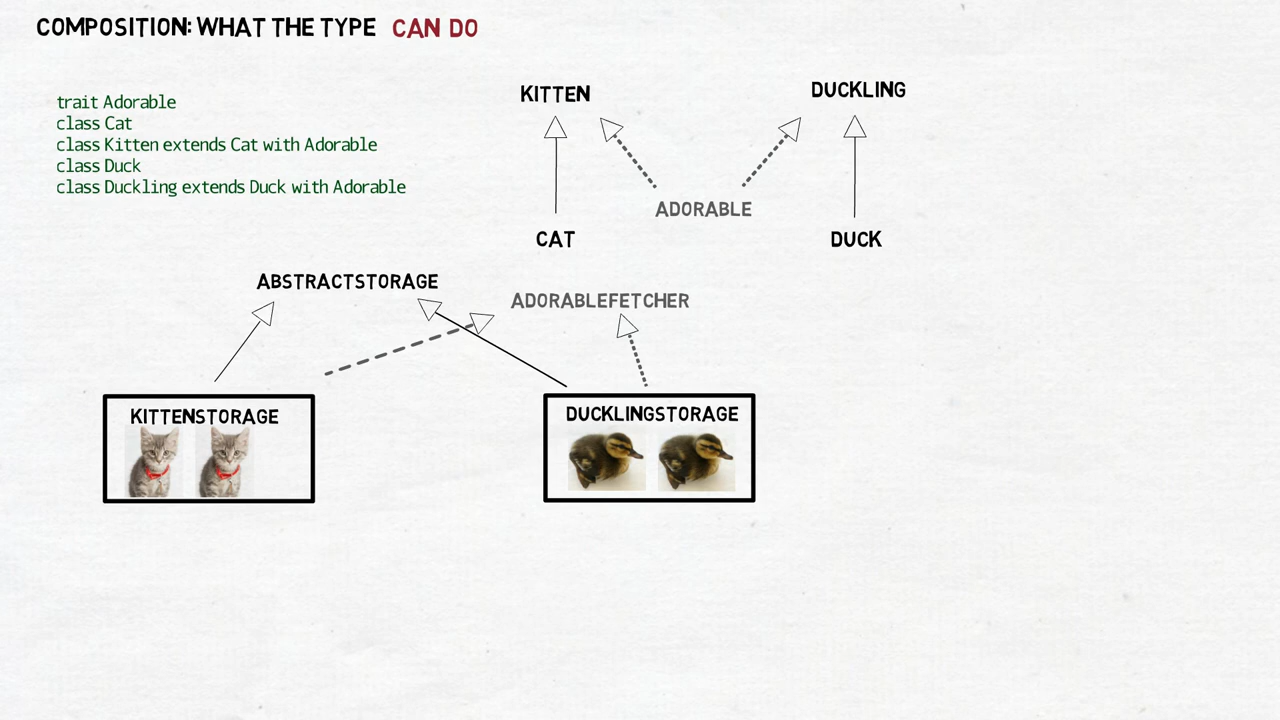 COMPOSITION: WHAT THE TYPE CAN DO
trait Adorable
class Cat
class Kitten extends Cat with Adorable
class Duck
class Duckling extends Duck with Adorable
KITTEN
DUCKLING
ADORABLE
CAT
DUCK
ABSTRACTSTORAGE
ADORABLEFETCHER
KITTENSTORAGE
DUCKLINGSTORAGE